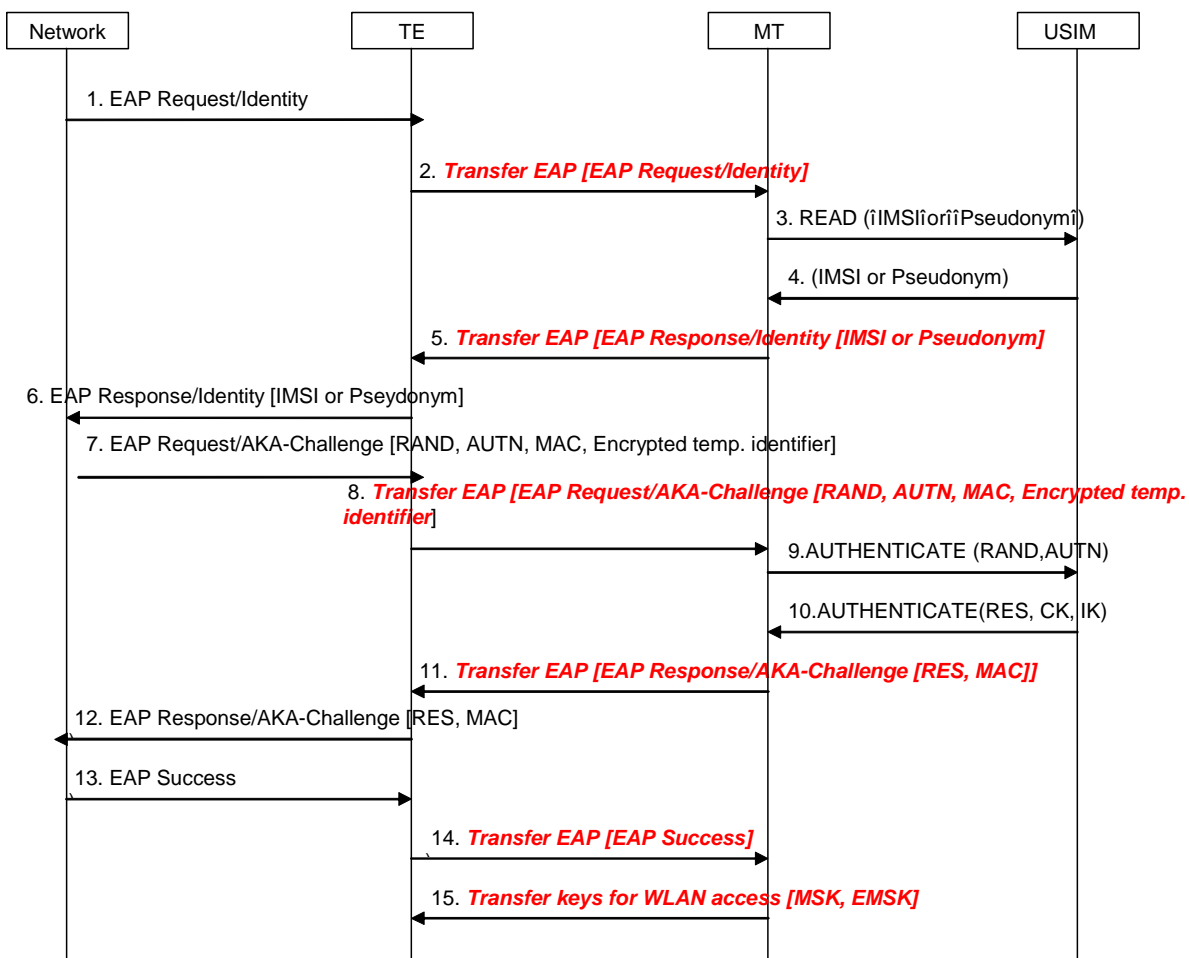 Network
TE
MT
USIM
1. EAP Request/Identity
2. Transfer EAP [EAP Request/Identity]
3. READ (îIMSIîorîîPseudonymî)
4. (IMSI or Pseudonym)
5. Transfer EAP [EAP Response/Identity [IMSI or Pseudonym]
6. EAP Response/Identity [IMSI or Pseydonym]
7. EAP Request/AKA-Challenge [RAND, AUTN, MAC, Encrypted temp. identifier]
8. Transfer EAP [EAP Request/AKA-Challenge [RAND, AUTN, MAC, Encrypted temp.
identifier]
9.AUTHENTICATE (RAND,AUTN)
10.AUTHENTICATE(RES, CK, IK)
11. Transfer EAP [EAP Response/AKA-Challenge [RES, MAC]]
12. EAP Response/AKA-Challenge [RES, MAC]
13. EAP Success
14. Transfer EAP [EAP Success]
15. Transfer keys for WLAN access [MSK, EMSK]